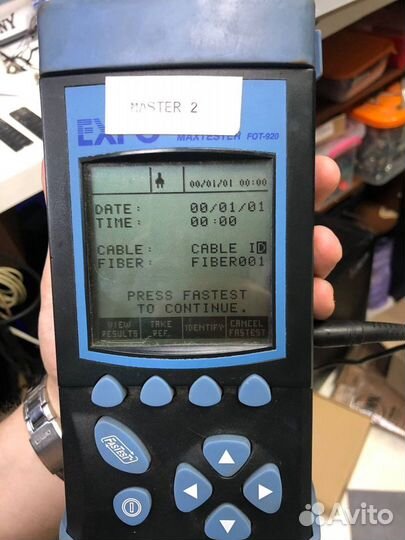 MASTER 2
EXFO
MAXTESTER FOT-920
00/01/01 00:00
DATE: 00/01/01
TIME: 00:00
CABLE: CABLE ID
FIBER: FIBER001
PRESS FASTEST
TO CONTINUE.
VIEW RESULTS TAKE REF. IDENTIFY CANCEL FASTEST
FASTEST
Avito